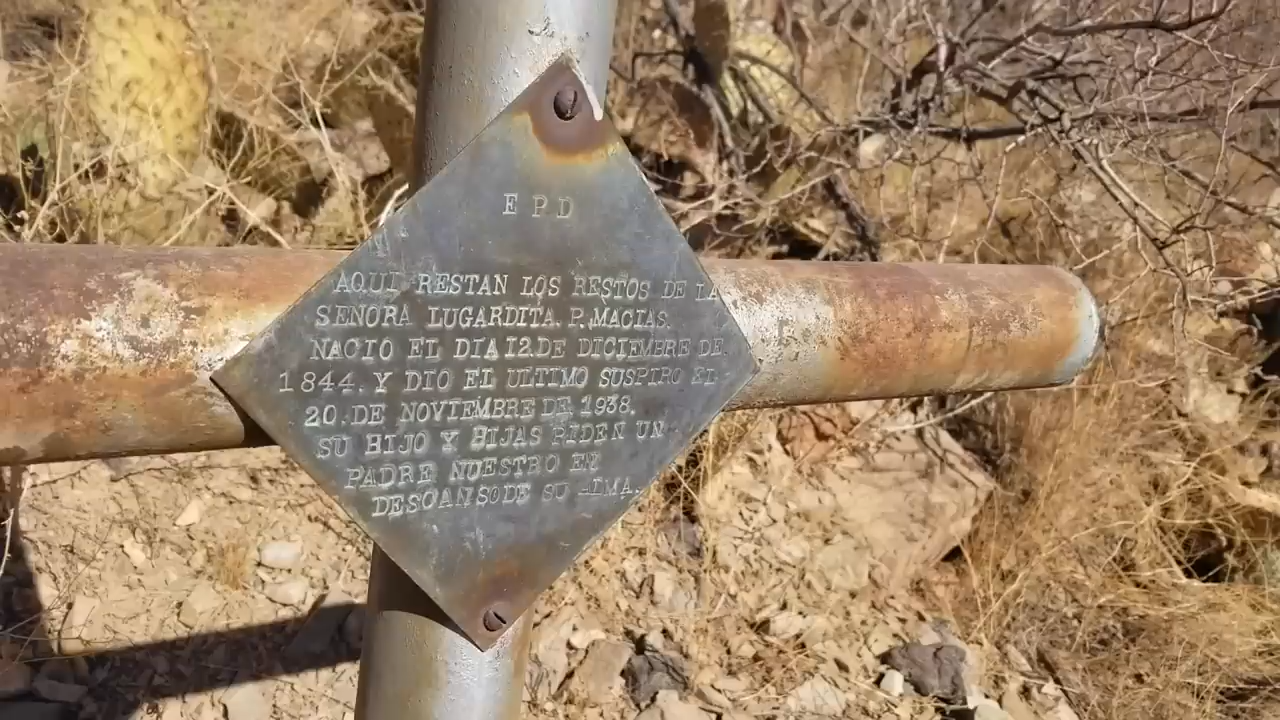 E P D
AQUI RESTAN LOS RESTOS DE LA
SENORA LUGARDITA. P. MACIAS.
NACIO EL DIA 12. DE DICIEMBRE DE.
1844. Y DIO EL ULTIMO SUSPIRO EL
20. DE NOVIEMBRE DE 1938.
SU HIJO Y HIJAS PIDEN UN
PADRE NUESTRO EN
DESCANSO DE SU ALMA.